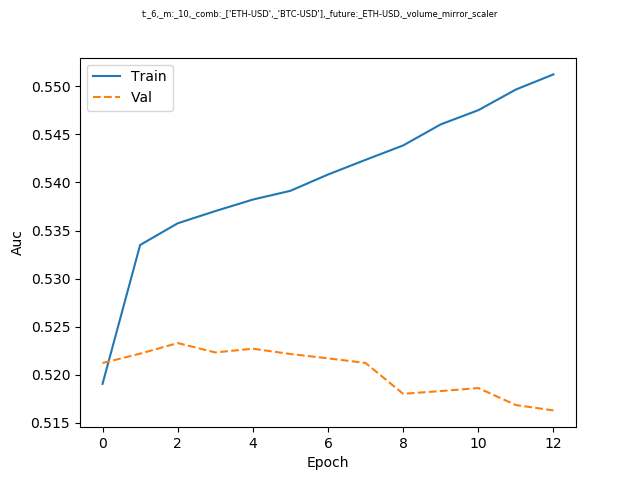 t:_6,_m:_10,_comb:_['ETH-USD',_'BTC-USD'],_future:_ETH-USD,_volume_mirror_scaler
Train
Val
0.550
0.545
0.540
0.535
0.530
0.525
0.520
0.515
Auc
0 2 4 6 8 10 12
Epoch